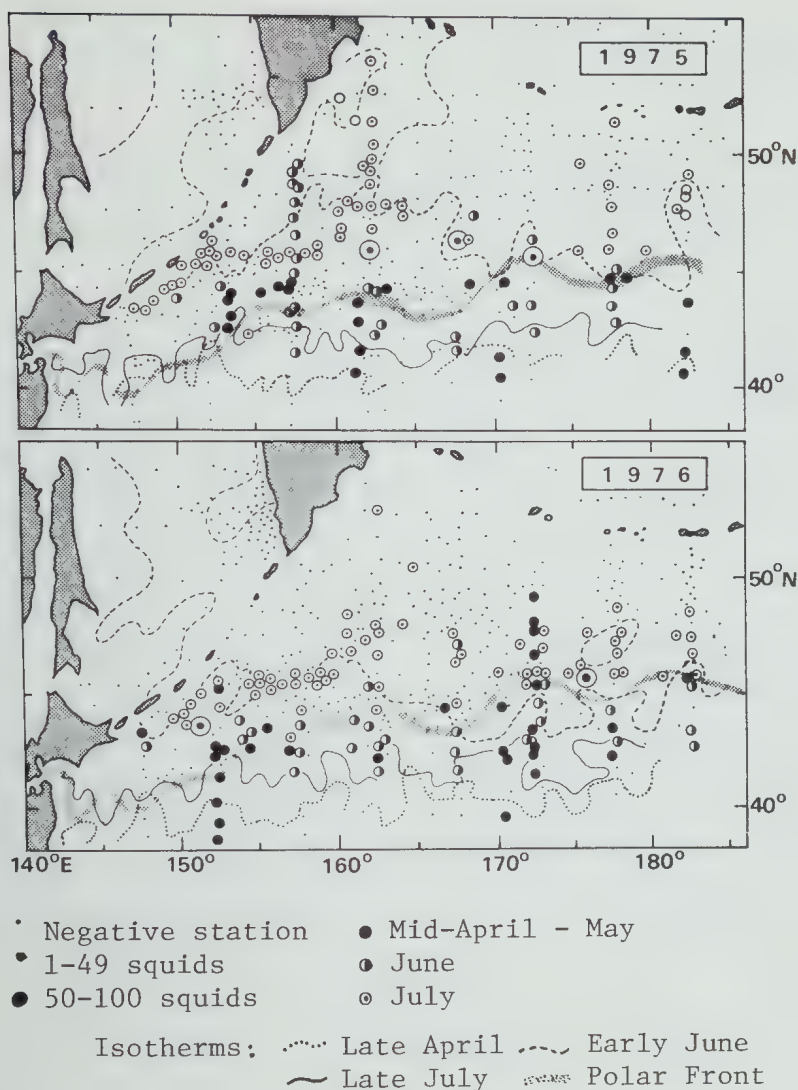 1975
50°N
40°
1976
50°N
40°
140°E 150° 160° 170° 180°
Negative station
1-49 squids
50-100 squids
Mid-April - May
June
July
Isotherms: Late April Early June
Late July Polar Front